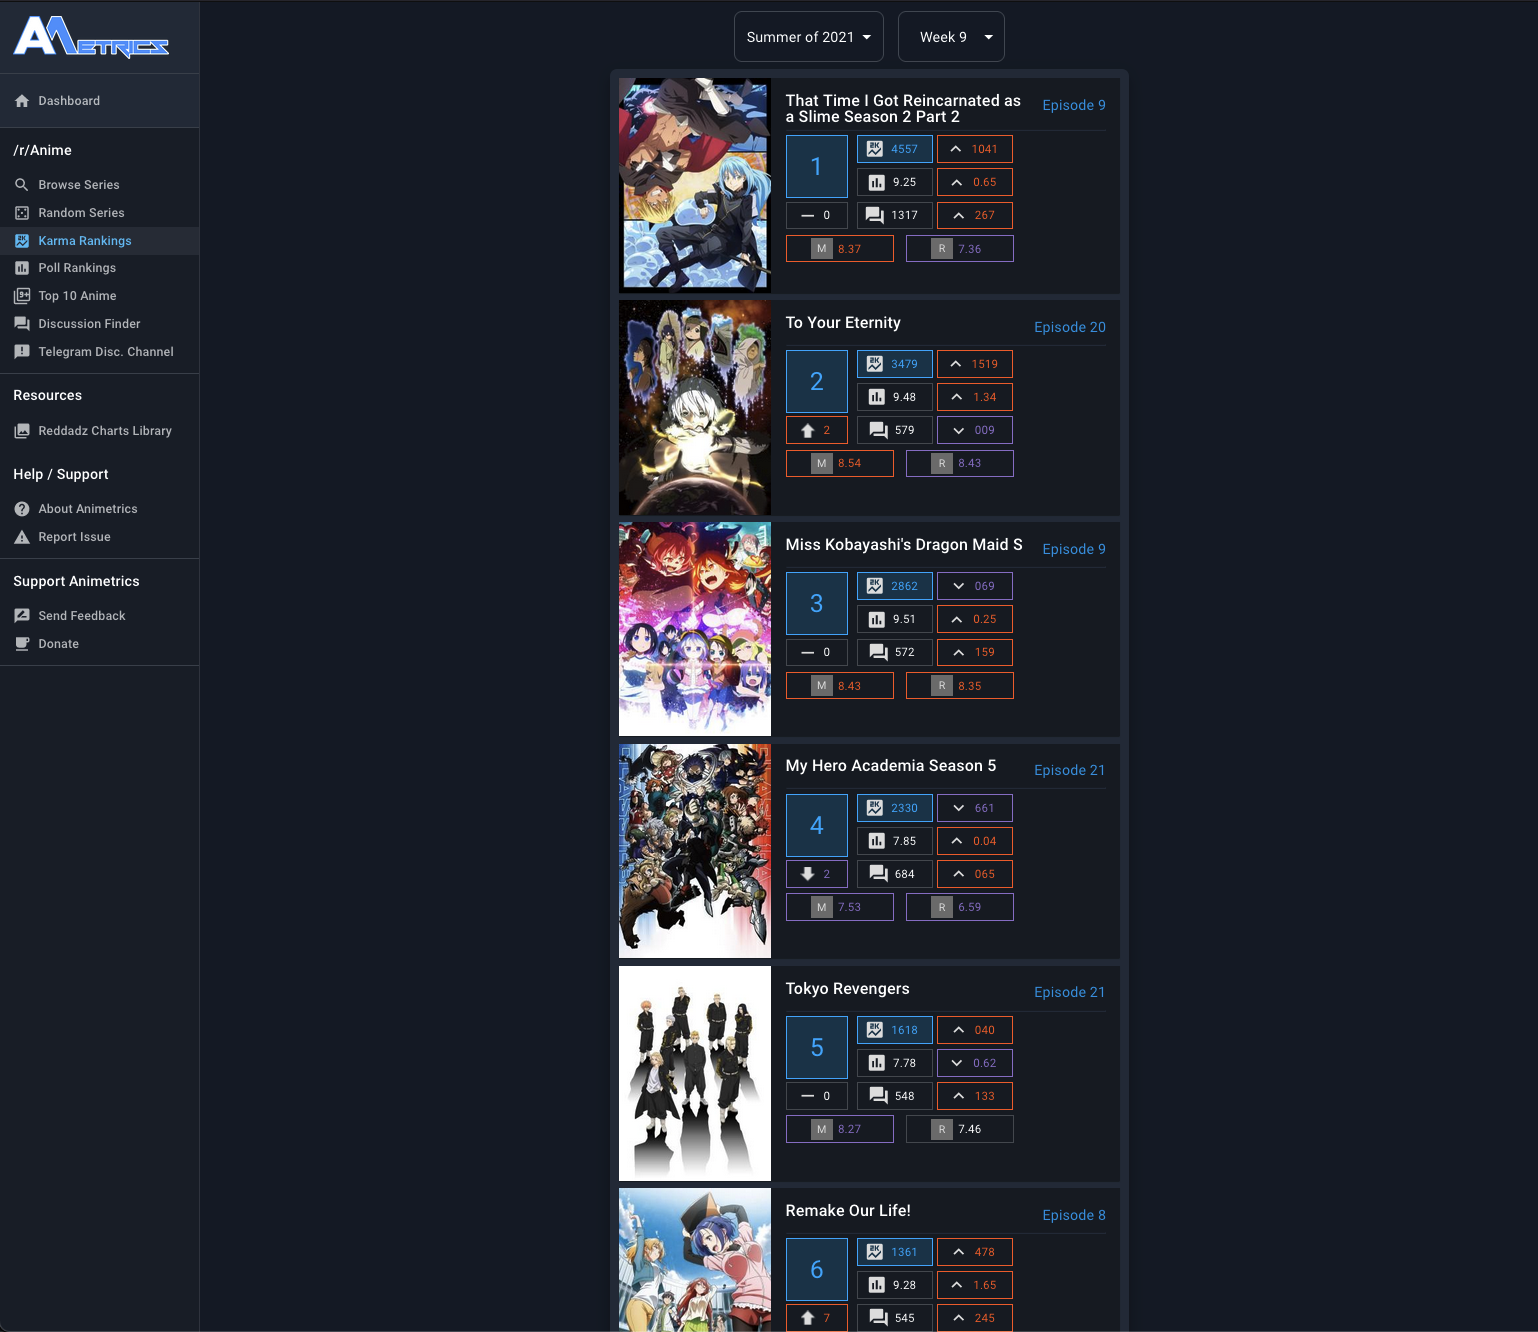 AMETRICS
Dashboard
/r/Anime
Browse Series
Random Series
Karma Rankings
Poll Rankings
Top 10 Anime
Discussion Finder
Telegram Disc. Channel
Resources
Reddadz Charts Library
Help / Support
About Animetrics
Report Issue
Support Animetrics
Send Feedback
Donate
Summer of 2021
Week 9
That Time I Got Reincarnated as
a Slime Season 2 Part 2
Episode 9
1
4557
1041
9.25
0.65
0
1317
267
M 8.37
R 7.36
To Your Eternity
Episode 20
2
3479
1519
9.48
1.34
2
579
009
M 8.54
R 8.43
Miss Kobayashi's Dragon Maid S
Episode 9
3
2862
069
9.51
0.25
0
572
159
M 8.43
R 8.35
My Hero Academia Season 5
Episode 21
4
2330
661
7.85
0.04
2
684
065
M 7.53
R 6.59
Tokyo Revengers
Episode 21
5
1618
040
7.78
0.62
0
548
133
M 8.27
R 7.46
Remake Our Life!
Episode 8
6
1361
478
9.28
1.65
7
545
245